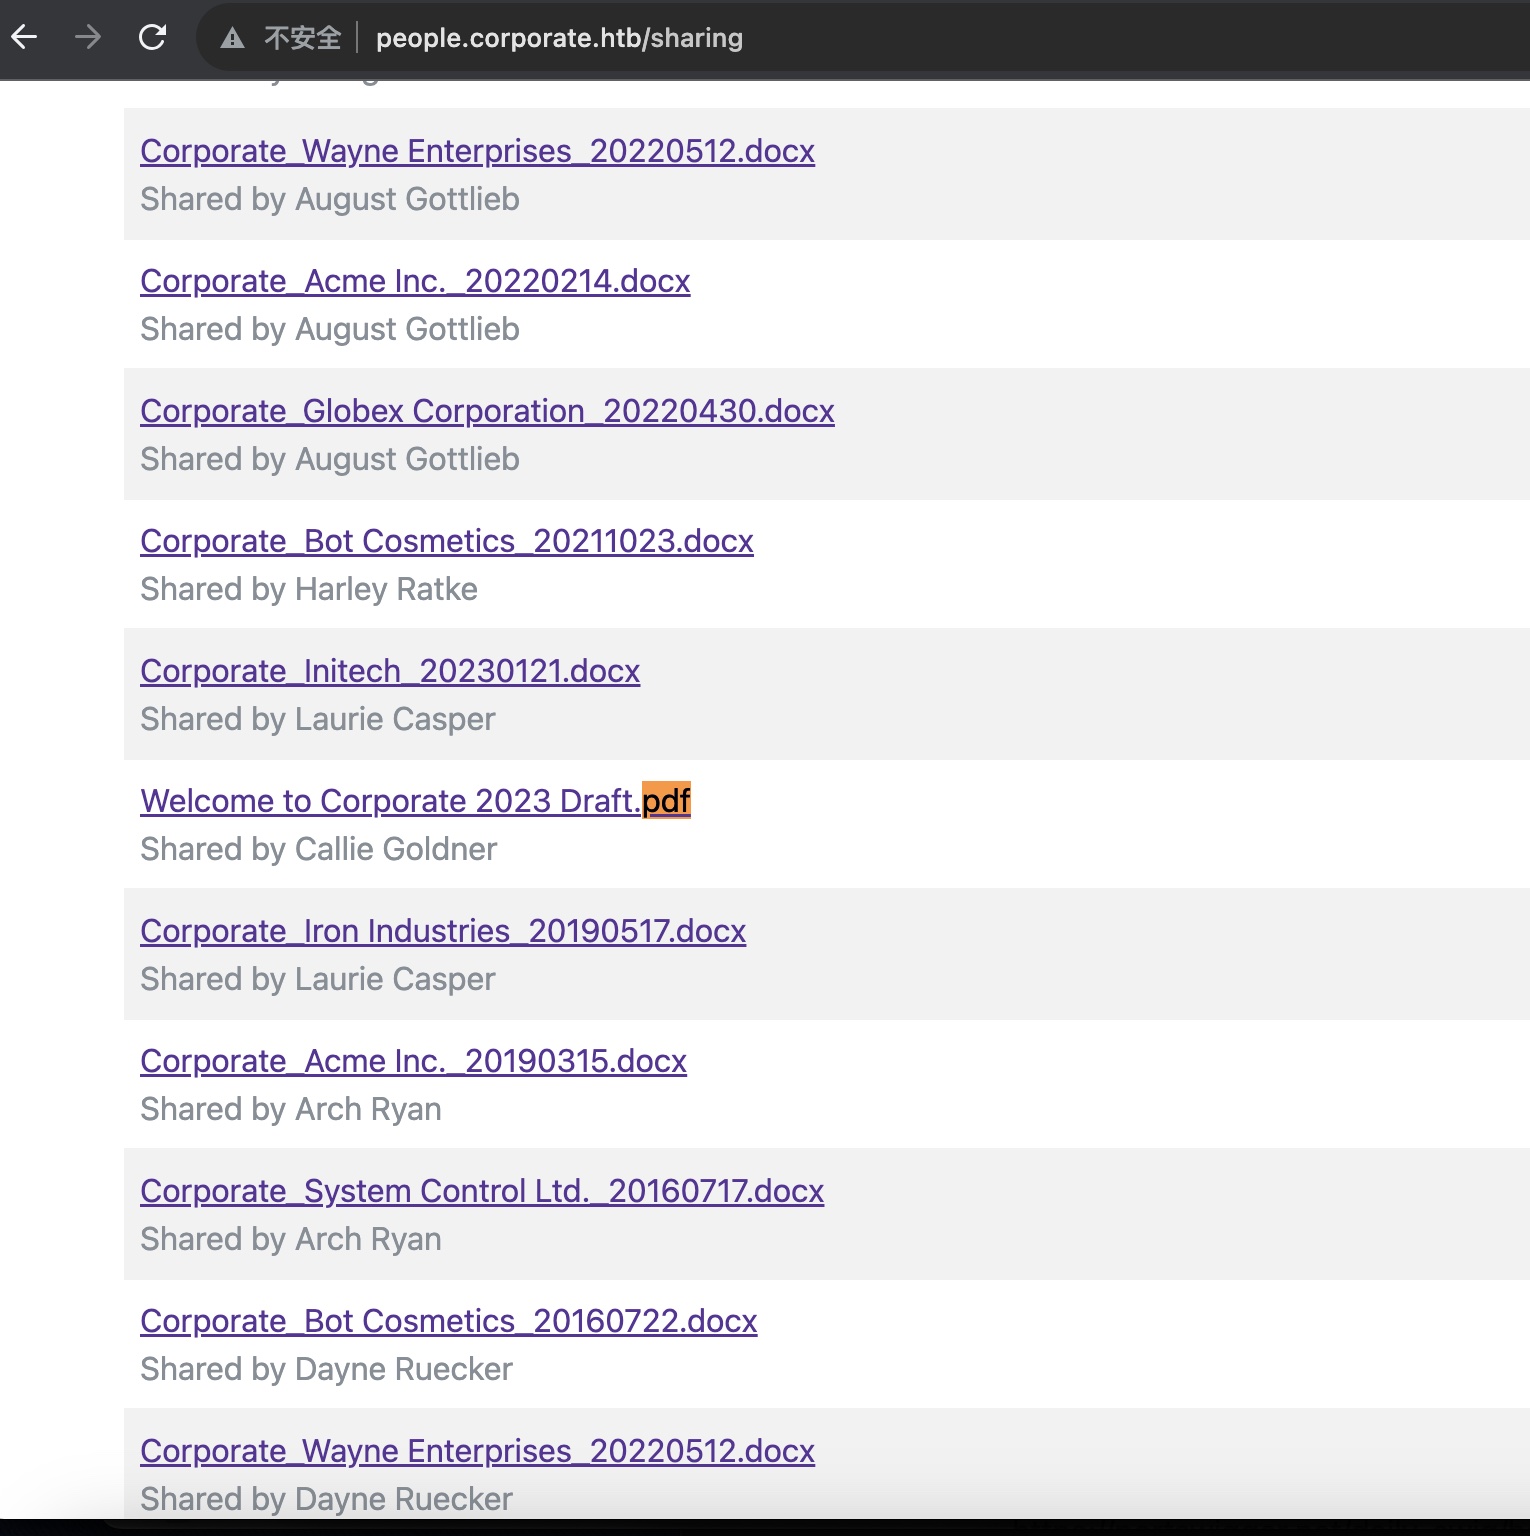 不安全 people.corporate.htb/sharing
Corporate_Wayne Enterprises_20220512.docx
Shared by August Gottlieb
Corporate_Acme Inc._20220214.docx
Shared by August Gottlieb
Corporate_Globex Corporation_20220430.docx
Shared by August Gottlieb
Corporate_Bot Cosmetics_20211023.docx
Shared by Harley Ratke
Corporate_Initech_20230121.docx
Shared by Laurie Casper
Welcome to Corporate 2023 Draft.pdf
Shared by Callie Goldner
Corporate_Iron Industries_20190517.docx
Shared by Laurie Casper
Corporate_Acme Inc._20190315.docx
Shared by Arch Ryan
Corporate_System Control Ltd._20160717.docx
Shared by Arch Ryan
Corporate_Bot Cosmetics_20160722.docx
Shared by Dayne Ruecker
Corporate_Wayne Enterprises_20220512.docx
Shared by Dayne Ruecker